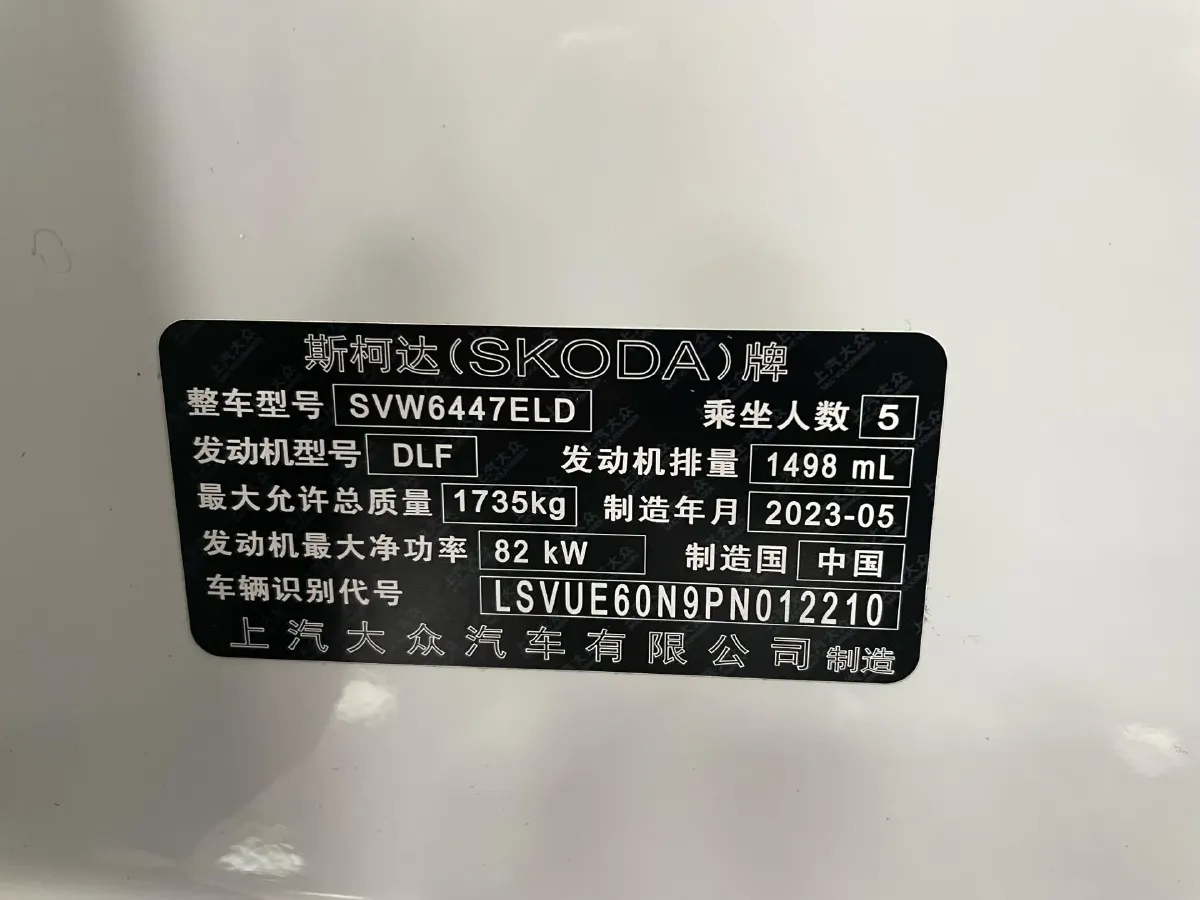 斯柯达(SKODA)牌
整车型号 SVW6447ELD 乘坐人数 5
发动机型号 DLF 发动机排量 1498 mL
最大允许总质量 1735kg 制造年月 2023-05
发动机最大净功率 82 kW 制造国 中国
车辆识别代号 LSVUE60N9PN012210
上汽大众汽车有限公司 制造